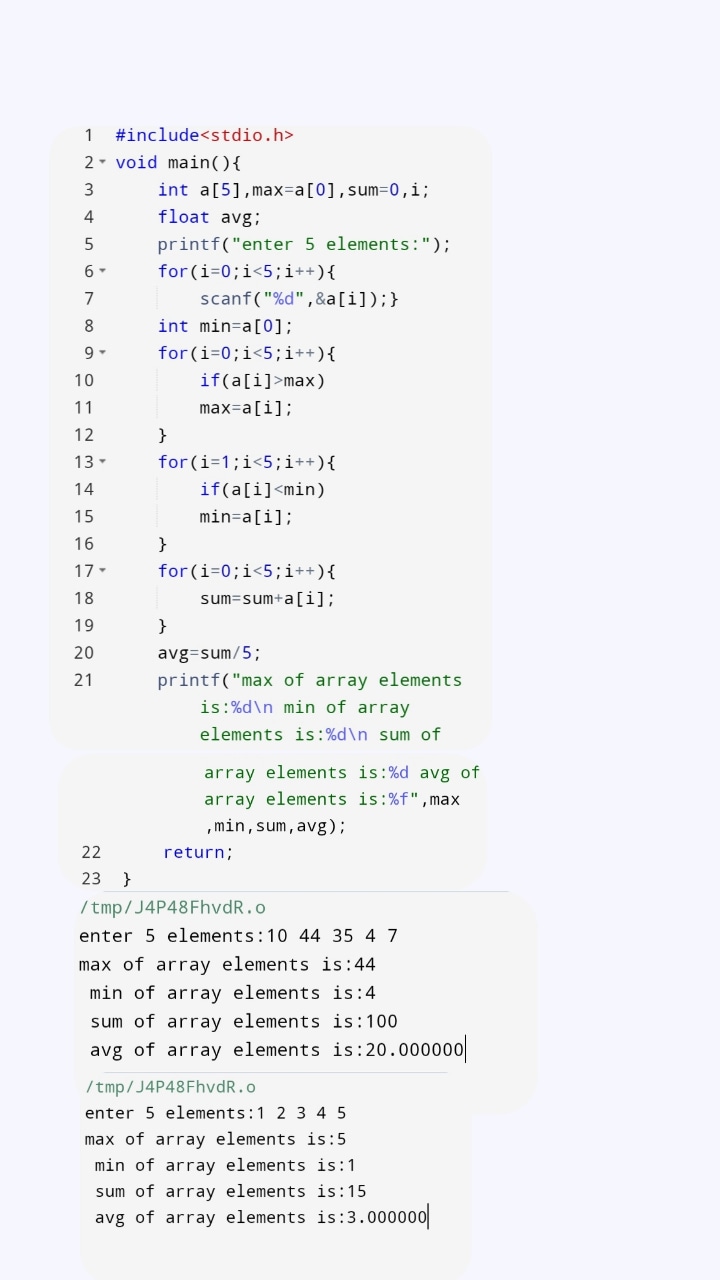 1 #include<stdio.h>
2 void main(){
3 int a[5],max=a[0],sum=0,i;
4 float avg;
5 printf("enter 5 elements:");
6 for(i=0;i<5;i++){
7 scanf("%d",&a[i]);}
8 int min=a[0];
9 for(i=0;i<5;i++){
10 if(a[i]>max)
11 max=a[i];
12 }
13 for(i=1;i<5;i++){
14 if(a[i]<min)
15 min=a[i];
16 }
17 for(i=0;i<5;i++){
18 sum=sum+a[i];
19 }
20 avg=sum/5;
21 printf("max of array elements
is:%d\n min of array
elements is:%d\n sum of
array elements is:%d avg of
array elements is:%f",max
,min,sum,avg);
22 return;
23 }
/tmp/J4P48FhvdR.o
enter 5 elements:10 44 35 4 7
max of array elements is:44
min of array elements is:4
sum of array elements is:100
avg of array elements is:20.000000
/tmp/J4P48FhvdR.o
enter 5 elements:1 2 3 4 5
max of array elements is:5
min of array elements is:1
sum of array elements is:15
avg of array elements is:3.000000